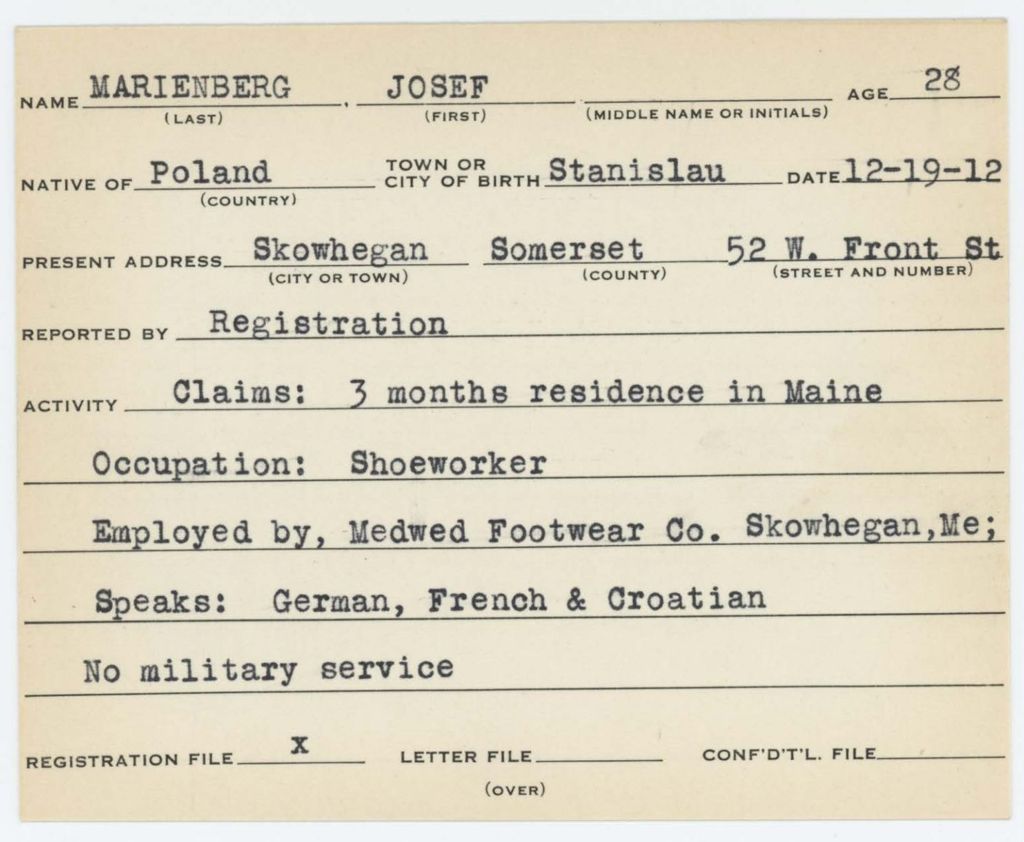 NAME MARIENBERG, JOSEF AGE 28
(LAST) (FIRST) (MIDDLE NAME OR INITIALS)
NATIVE OF Poland TOWN OR CITY OF BIRTH Stanislau DATE 12-19-12
(COUNTRY)
PRESENT ADDRESS Skowhegan Somerset 52 W. Front St
(CITY OR TOWN) (COUNTY) (STREET AND NUMBER)
REPORTED BY Registration
ACTIVITY Claims: 3 months residence in Maine
Occupation: Shoeworker
Employed by, Medwed Footwear Co. Skowhegan,Me;
Speaks: German, French & Croatian
No military service
REGISTRATION FILE x LETTER FILE CONF'D'T'L. FILE
(OVER)